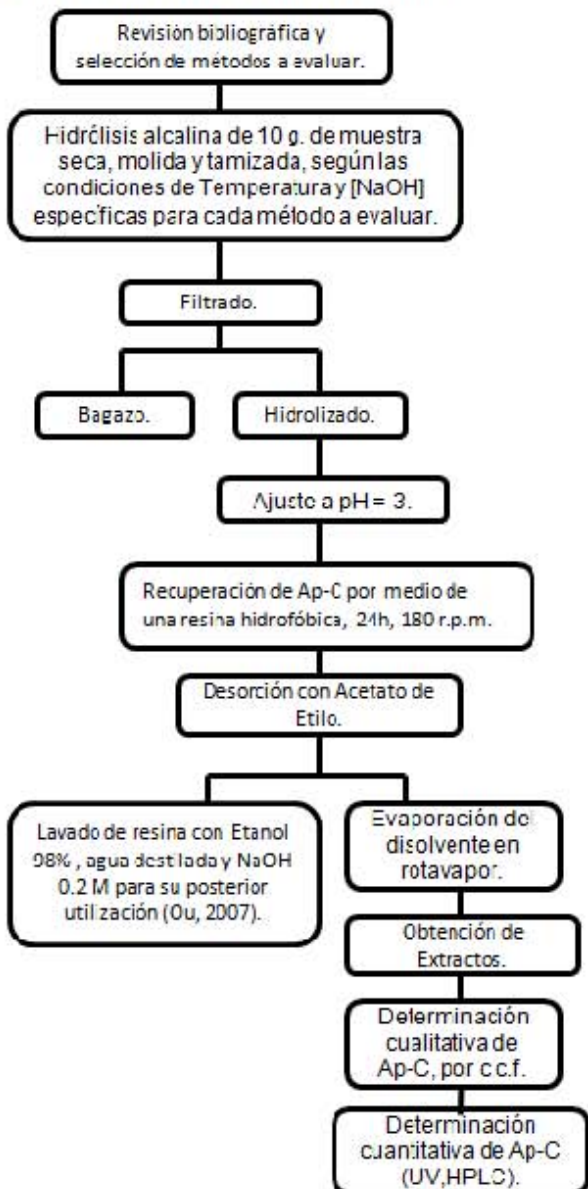 Revisión bibliográfica y
selección de métodos a evaluar.
Hidrólisis alcalina de 10 g. de muestra
seca, molida y tamizada, según las
condiciones de Temperatura y [NaOH]
específicas para cada método a evaluar.
Filtrado.
Bagazo.
Hidrolizado.
Ajuste a pH = 3.
Recuperación de Ap-C por medio de
una resina hidrofóbica, 24h, 180 r.p.m.
Desorción con Acetato de
Etilo.
Lavado de resina con Etanol
98% , agua destilada y NaOH
0.2 M para su posterior
utilización (Ou, 2007).
Evaporación del
disolvente en
rotavapor.
Obtención de
Extractos.
Determinación
cualitativa de
Ap-C, por c.c.f.
Determinación
cuantitativa de Ap-C
(UV,HPLC).